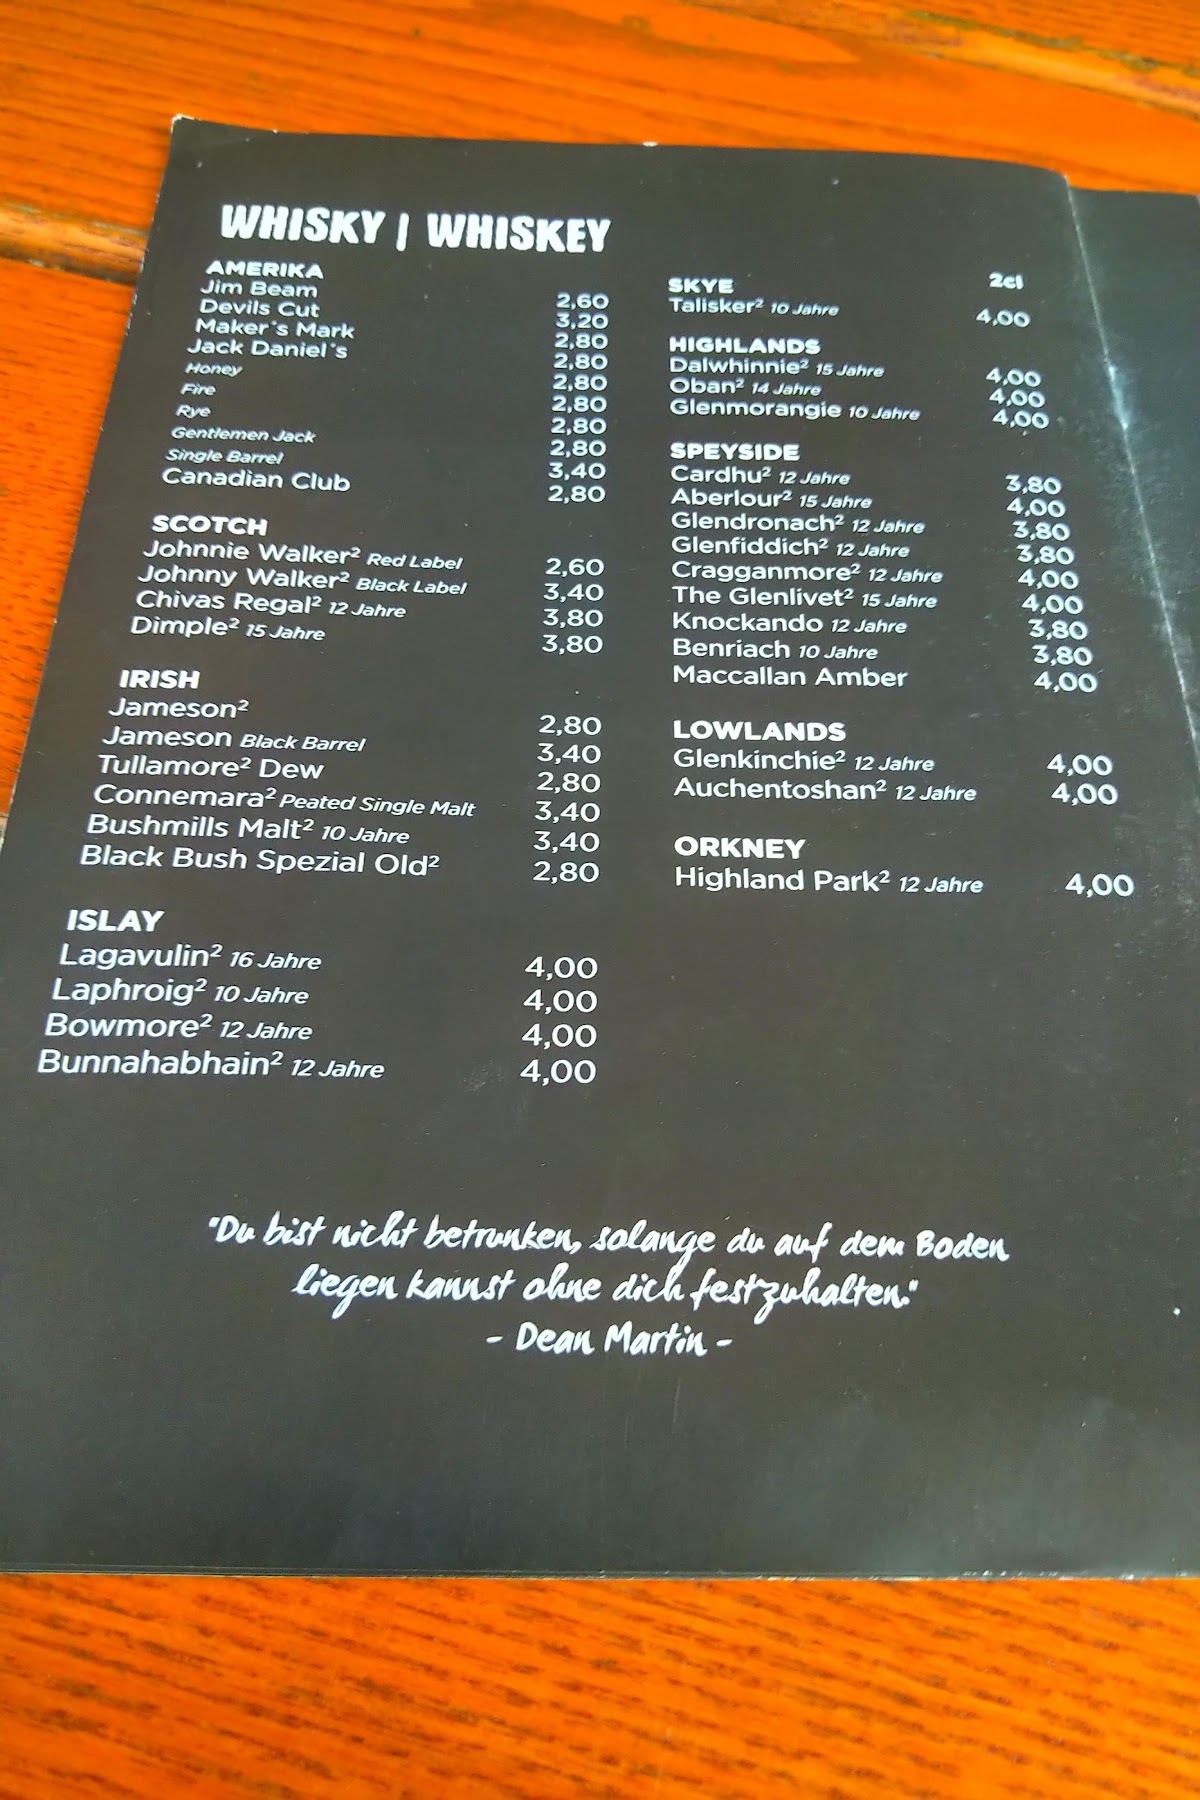 WHISKY | WHISKEY
AMERIKA
Jim Beam 2,60
Devils Cut 3,20
Maker´s Mark 2,80
Jack Daniel´s 2,80
Honey 2,80
Fire 2,80
Rye 2,80
Gentlemen Jack 2,80
Single Barrel 3,40
Canadian Club 2,80
SCOTCH
Johnnie Walker² Red Label 2,60
Johnny Walker² Black Label 3,40
Chivas Regal² 12 Jahre 3,80
Dimple² 15 Jahre 3,80
IRISH
Jameson² 2,80
Jameson Black Barrel 3,40
Tullamore² Dew 2,80
Connemara² Peated Single Malt 3,40
Bushmills Malt² 10 Jahre 3,40
Black Bush Spezial Old² 2,80
ISLAY
Lagavulin² 16 Jahre 4,00
Laphroig² 10 Jahre 4,00
Bowmore² 12 Jahre 4,00
Bunnahabhain² 12 Jahre 4,00
SKYE 2cl
Talisker² 10 Jahre 4,00
HIGHLANDS
Dalwhinnie² 15 Jahre 4,00
Oban² 14 Jahre 4,00
Glenmorangie 10 Jahre 4,00
SPEYSIDE
Cardhu² 12 Jahre 3,80
Aberlour² 15 Jahre 4,00
Glendronach² 12 Jahre 3,80
Glenfiddich² 12 Jahre 3,80
Cragganmore² 12 Jahre 4,00
The Glenlivet² 15 Jahre 4,00
Knockando 12 Jahre 3,80
Benriach 10 Jahre 3,80
Maccallan Amber 4,00
LOWLANDS
Glenkinchie² 12 Jahre 4,00
Auchentoshan² 12 Jahre 4,00
ORKNEY
Highland Park² 12 Jahre 4,00
"Du bist nicht betrunken, solange du auf dem Boden
liegen kannst ohne dich festzuhalten."
- Dean Martin -